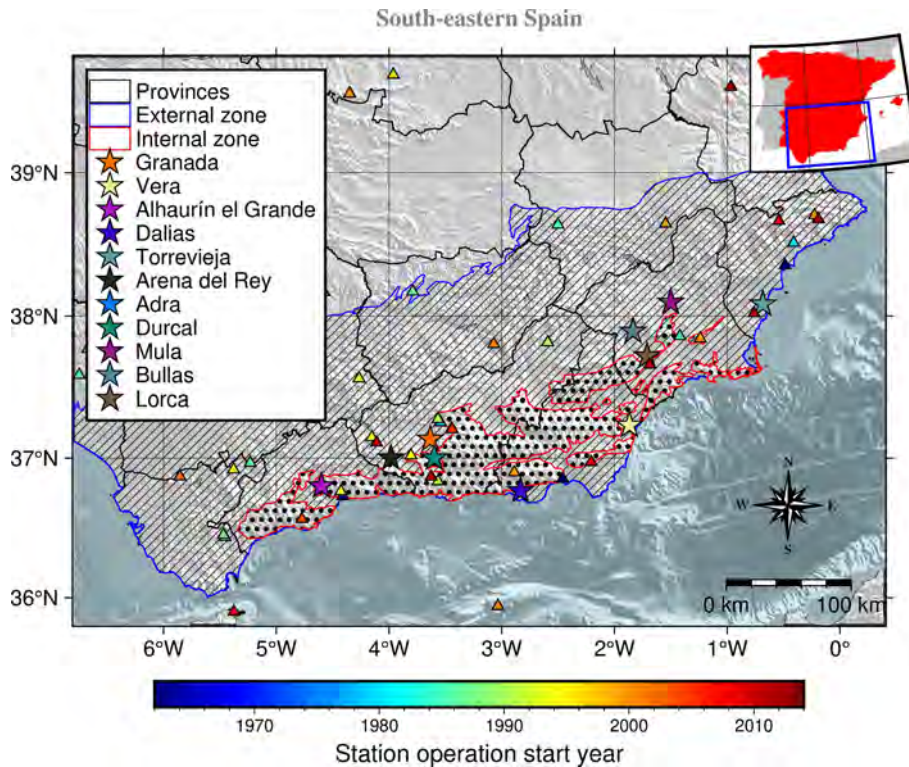 South-eastern Spain
Provinces
External zone
Internal zone
Granada
Vera
Alhaurín el Grande
Dalias
Torrevieja
Arena del Rey
Adra
Durcal
Mula
Bullas
Lorca
39°N
38°N
37°N
36°N
N
W E
S
0 km 100 km
6°W 5°W 4°W 3°W 2°W 1°W 0°
1970 1980 1990 2000 2010
Station operation start year